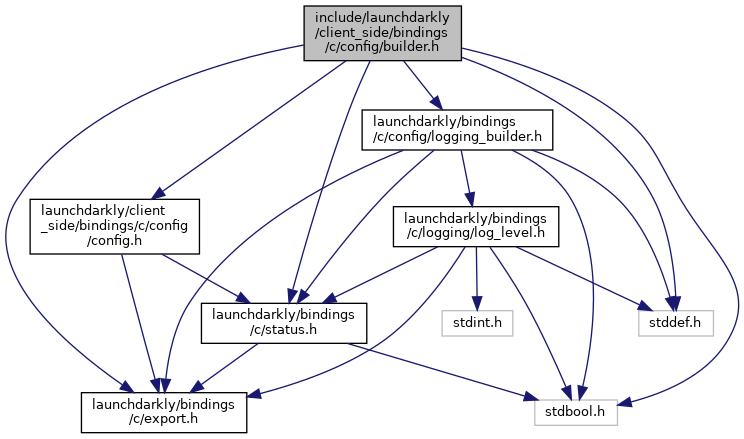 include/launchdarkly
/client_side/bindings
/c/config/builder.h
launchdarkly/bindings
/c/config/logging_builder.h
launchdarkly/client
_side/bindings/c/config
/config.h
launchdarkly/bindings
/c/logging/log_level.h
launchdarkly/bindings
/c/status.h
stdint.h
stddef.h
launchdarkly/bindings
/c/export.h
stdbool.h